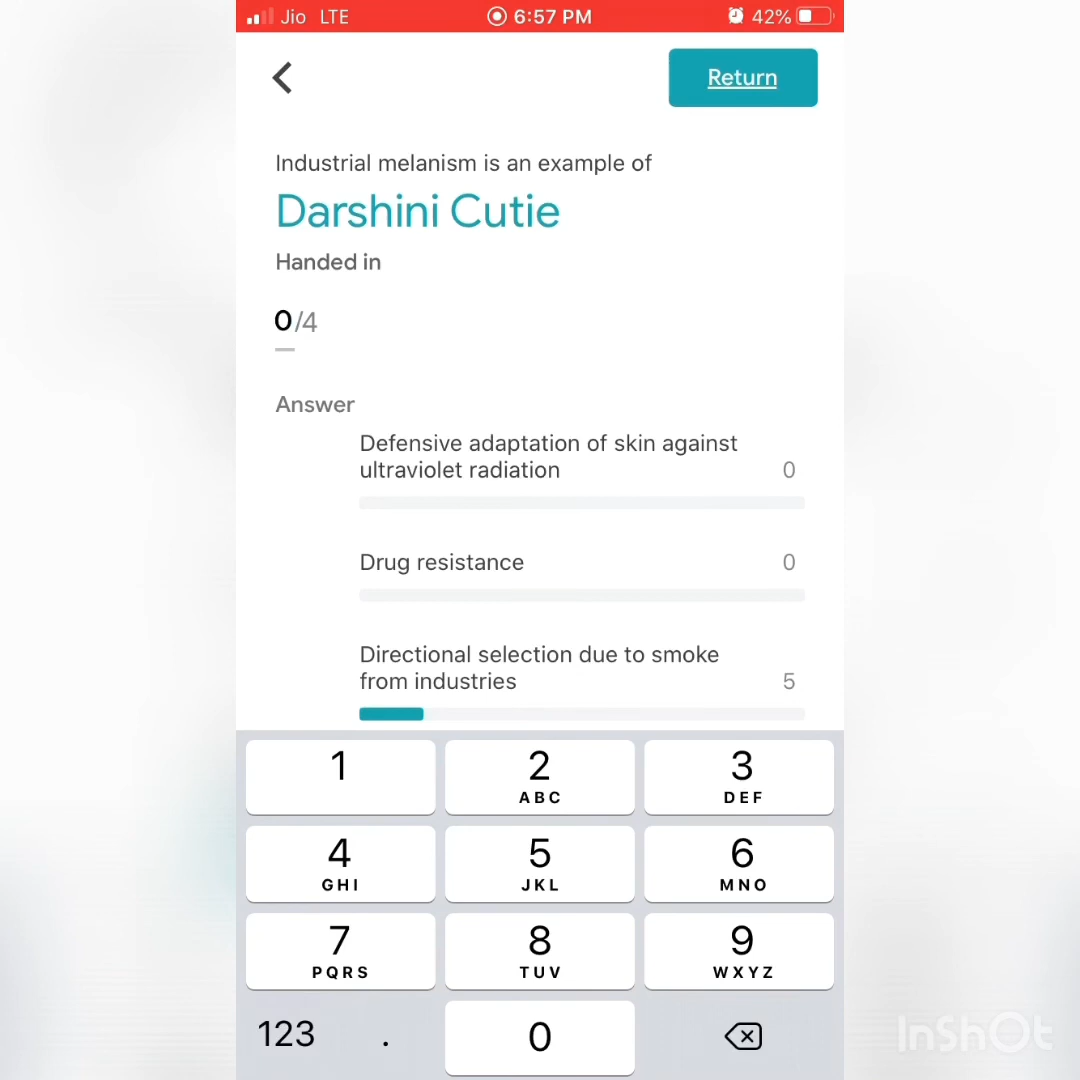 Jio LTE 6:57 PM 42%
Return
Industrial melanism is an example of
Darshini Cutie
Handed in
0/4
Answer
Defensive adaptation of skin against
ultraviolet radiation 0
Drug resistance 0
Directional selection due to smoke
from industries 5
1 2 3
ABC DEF
4 5 6
GHI JKL MNO
7 8 9
PQRS TUV WXYZ
123 . 0
InShOt